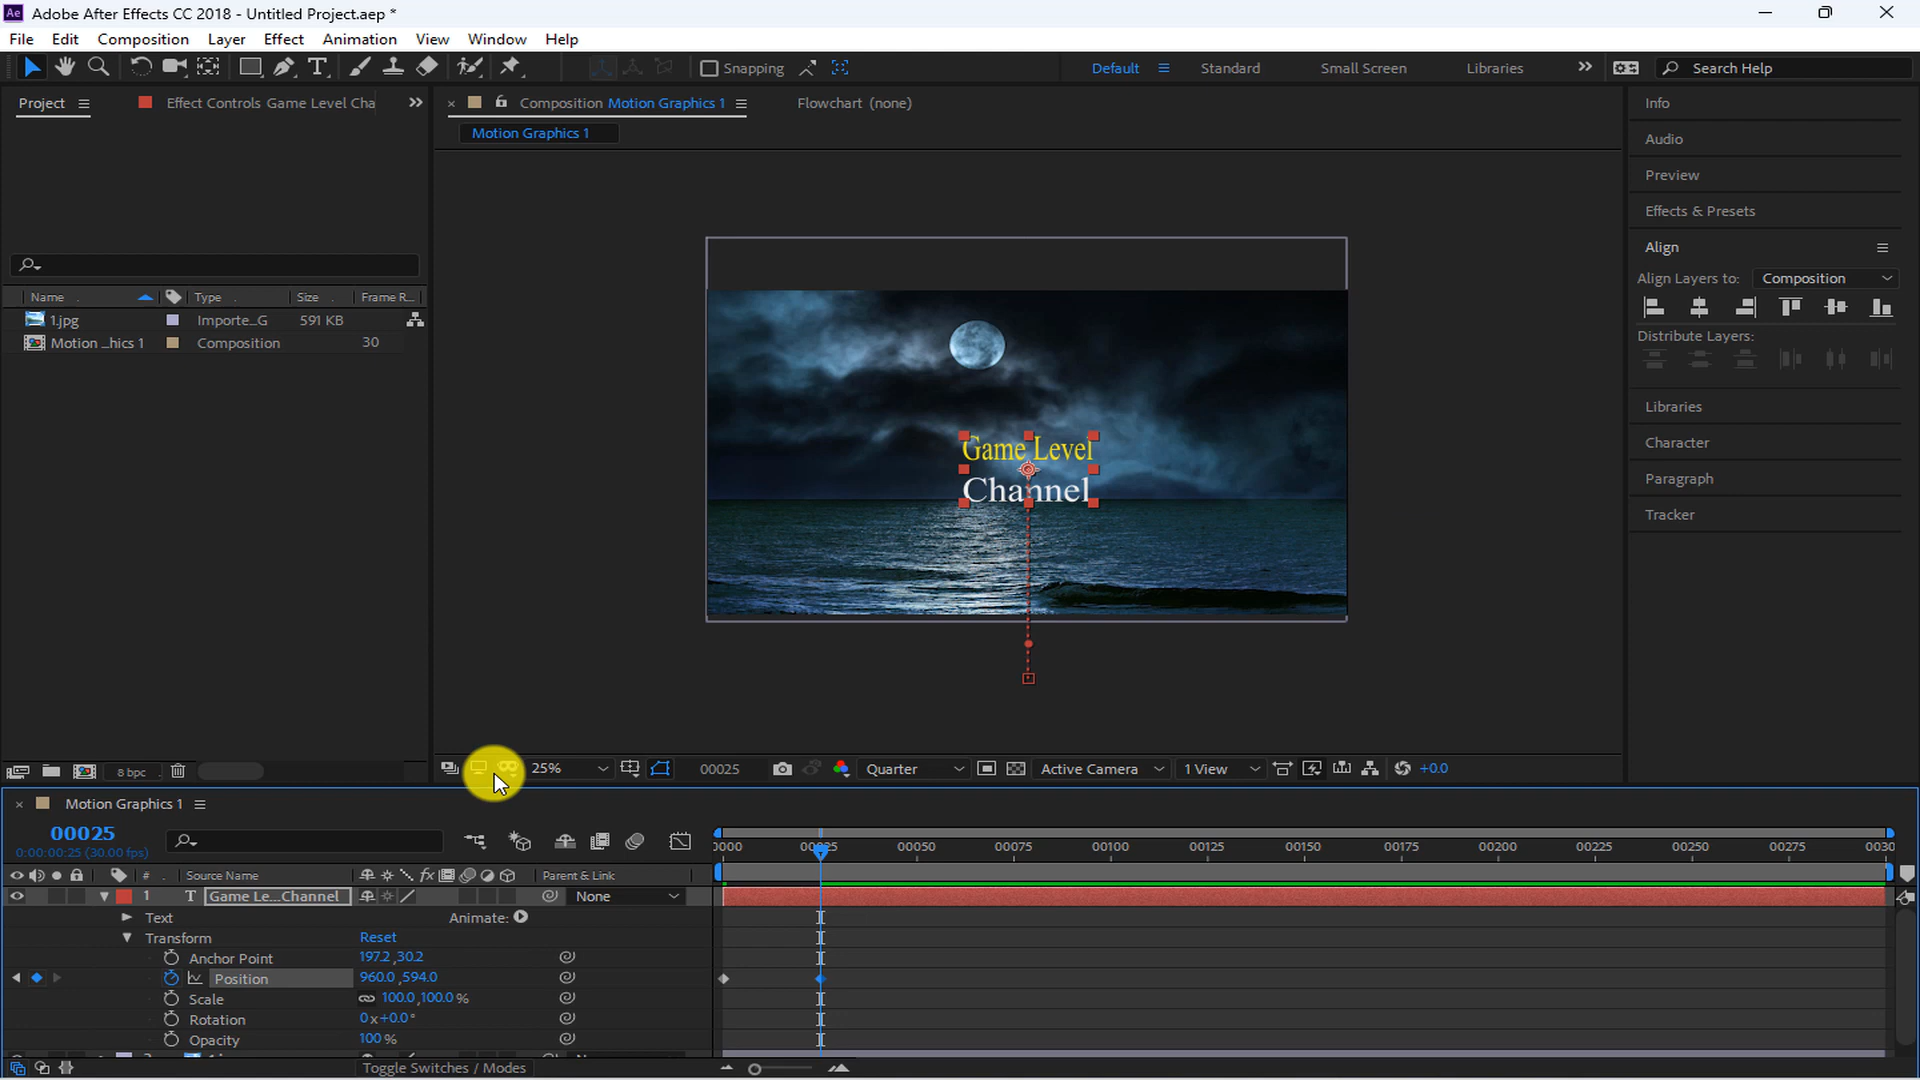 Ae Adobe After Effects CC 2018 - Untitled Project.aep *
File Edit Composition Layer Effect Animation View Window Help
Snapping Default Standard Small Screen Libraries Search Help
Project Effect Controls Game Level Cha
Composition Motion Graphics 1 Flowchart (none)
Motion Graphics 1
Info
Audio
Preview
Effects & Presets
Align
Align Layers to: Composition
Distribute Layers:
Libraries
Character
Paragraph
Tracker
Name Type Size Frame R...
1.jpg Importe...G 591 KB
Motion ...hics 1 Composition 30
Game Level
Channel
8 bpc
25% 00025 Quarter Active Camera 1 View +0.0
Motion Graphics 1
00025
0:00:00:25 (30.00 fps)
0000 00025 00050 00075 00100 00125 00150 00175 00200 00225 00250 00275 0030
# Source Name fx Parent & Link
1 T Game Le...Channel None
Text Animate:
Transform Reset
Anchor Point 197.2,30.2
Position 960.0,594.0
Scale 100.0,100.0%
Rotation 0x+0.0°
Opacity 100%
Toggle Switches / Modes